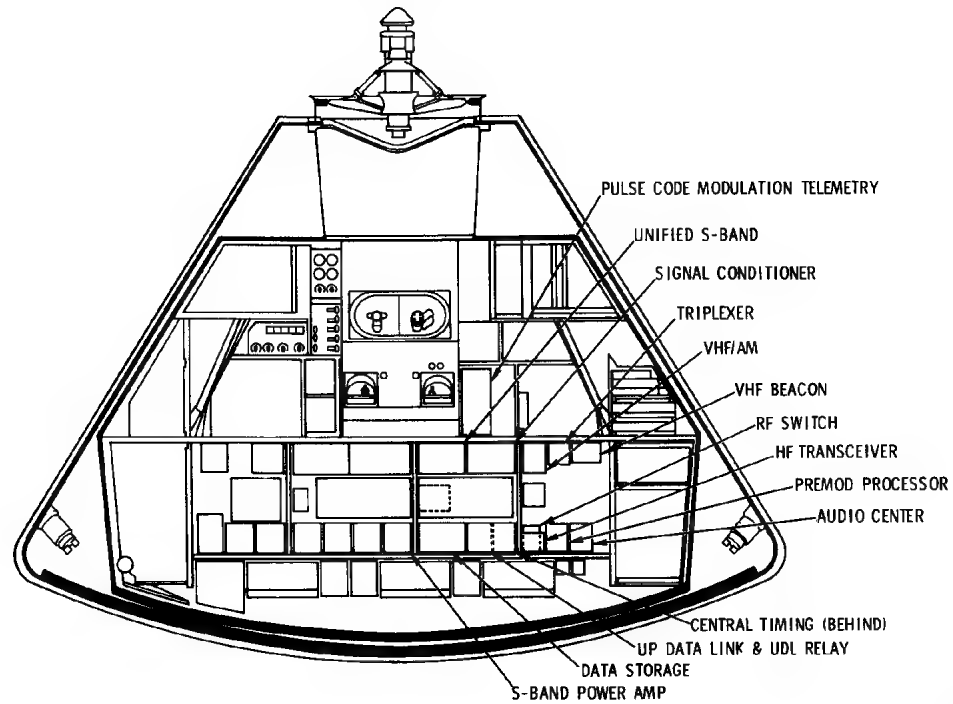 PULSE CODE MODULATION TELEMETRY
UNIFIED S-BAND
SIGNAL CONDITIONER
TRIPLEXER
VHF/AM
VHF BEACON
RF SWITCH
HF TRANSCEIVER
PREMOD PROCESSOR
AUDIO CENTER
CENTRAL TIMING (BEHIND)
UP DATA LINK & UDL RELAY
DATA STORAGE
S-BAND POWER AMP